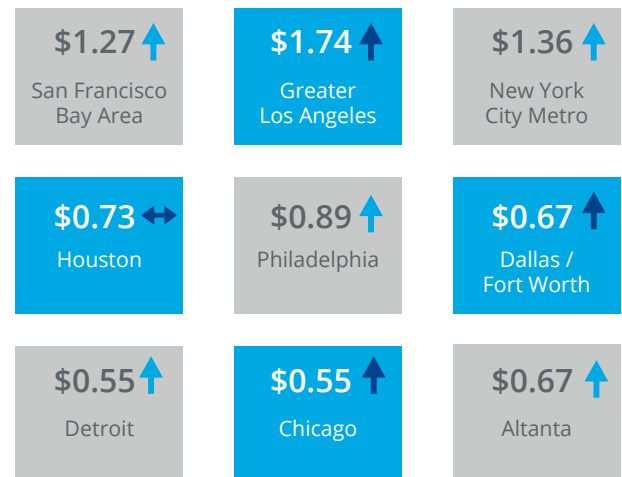 $1.27
San Francisco
Bay Area
$1.74
Greater
Los Angeles
$1.36
New York
City Metro
$0.73
Houston
$0.89
Philadelphia
$0.67
Dallas /
Fort Worth
$0.55
Detroit
$0.55
Chicago
$0.67
Altanta